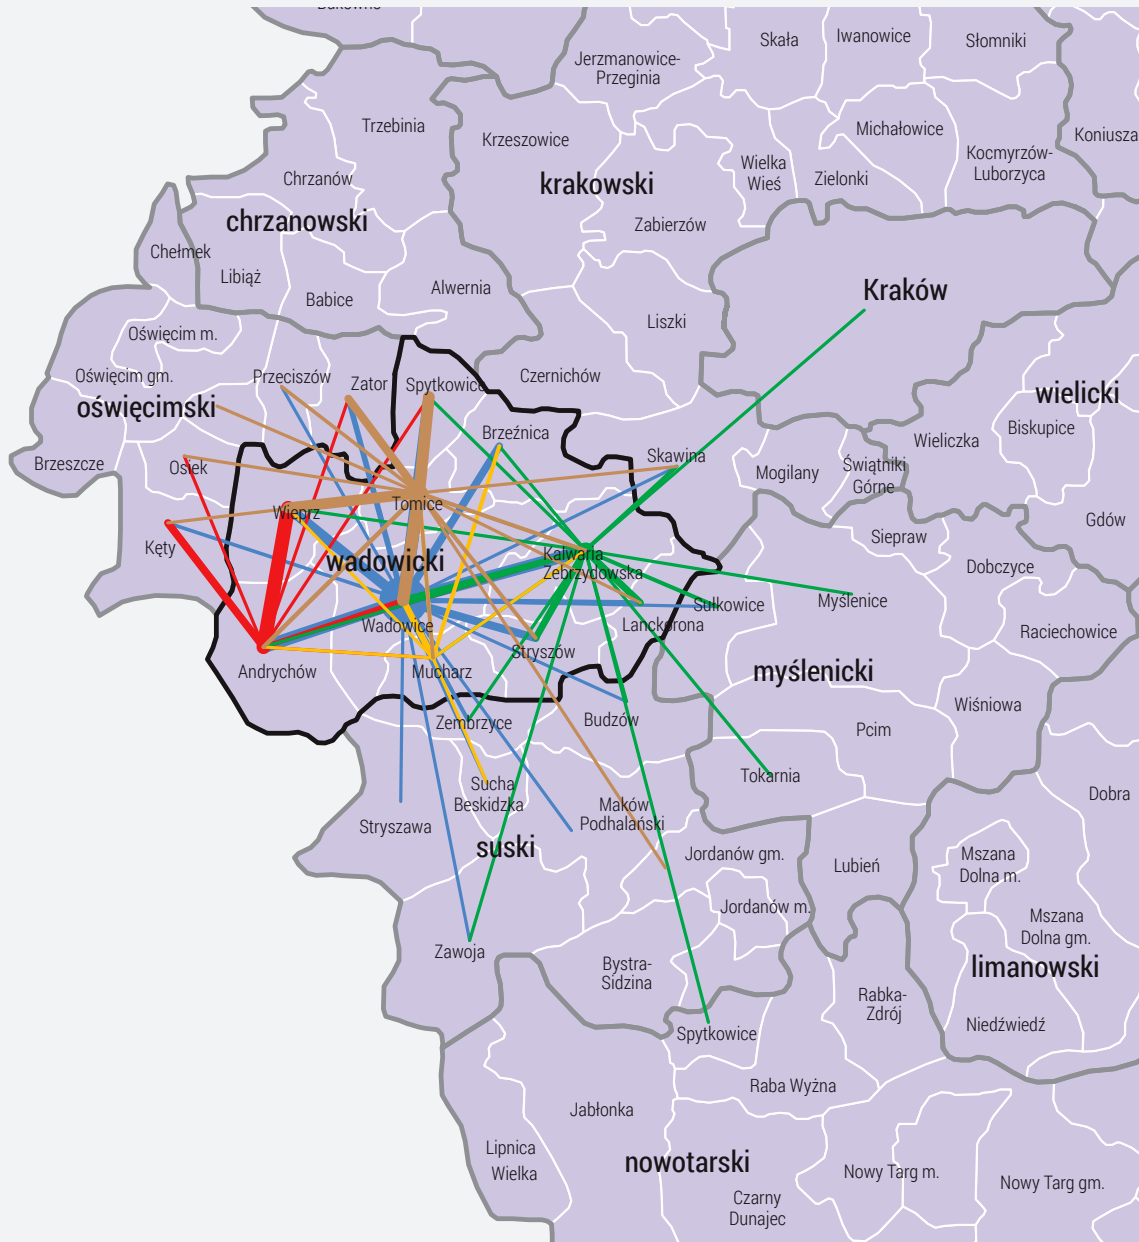 Skała
Iwanowice
Słomniki
Jerzmanowice-
Przeginia
Trzebinia
Krzeszowice
Michałowice
Koniusza
Kocmyrzów-
Luborzyca
Wielka
Wieś
Zielonki
Chrzanów
krakowski
chrzanowski
Zabierzów
Chełmek
Libiąż
Babice
Alwernia
Kraków
Liszki
Oświęcim m.
Oświęcim gm.
Przeciszów
Zator
Spytkowice
Czernichów
oświęcimski
wielicki
Brzeźnica
Biskupice
Wieliczka
Brzeszcze
Osiek
Skawina
Mogilany
Świątniki
Górne
Wieprz
Tomice
Gdów
Kęty
Siepraw
wadowicki
Kalwaria
Zebrzydowska
Dobczyce
Sułkowice
Myślenice
Wadowice
Lanckorona
Raciechowice
Andrychów
Mucharz
Stryszów
myślenicki
Wiśniowa
Zembrzyce
Budzów
Pcim
Tokarnia
Sucha
Beskidzka
Dobra
Maków
Podhalański
Stryszawa
suski
Jordanów gm.
Lubień
Mszana
Dolna m.
Jordanów m.
Mszana
Dolna gm.
Zawoja
Bystra-
Sidzina
limanowski
Rabka-
Zdrój
Niedźwiedź
Spytkowice
Raba Wyżna
Jabłonka
Lipnica
Wielka
nowotarski
Nowy Targ m.
Nowy Targ gm.
Czarny
Dunajec